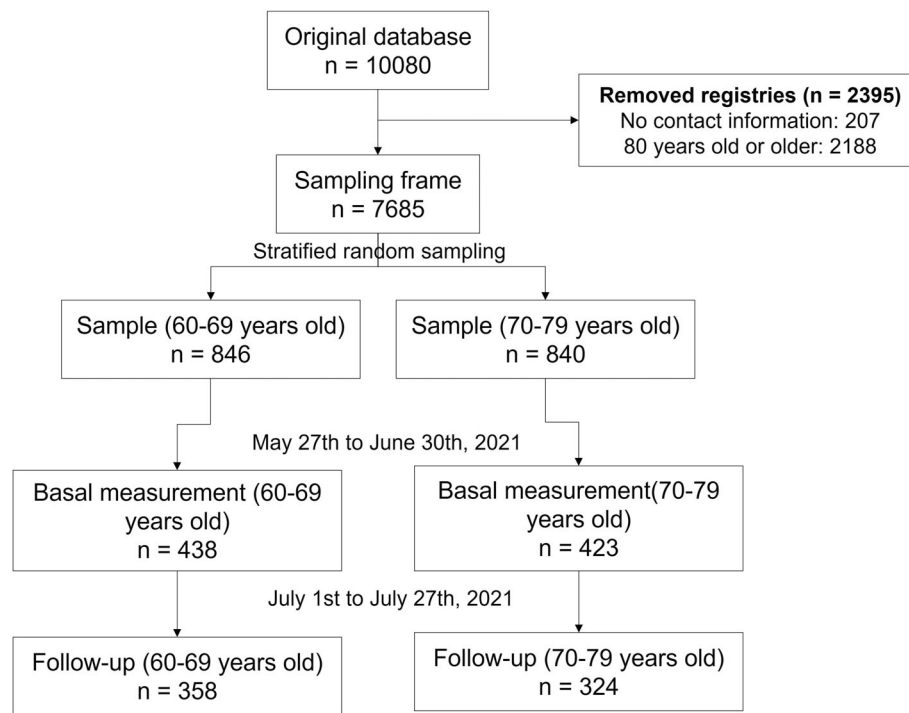 Original database
n = 10080
Removed registries (n = 2395)
No contact information: 207
80 years old or older: 2188
Sampling frame
n = 7685
Stratified random sampling
Sample (60-69 years old)
n = 846
Sample (70-79 years old)
n = 840
May 27th to June 30th, 2021
Basal measurement (60-69
years old)
n = 438
Basal measurement(70-79
years old)
n = 423
July 1st to July 27th, 2021
Follow-up (60-69 years old)
n = 358
Follow-up (70-79 years old)
n = 324